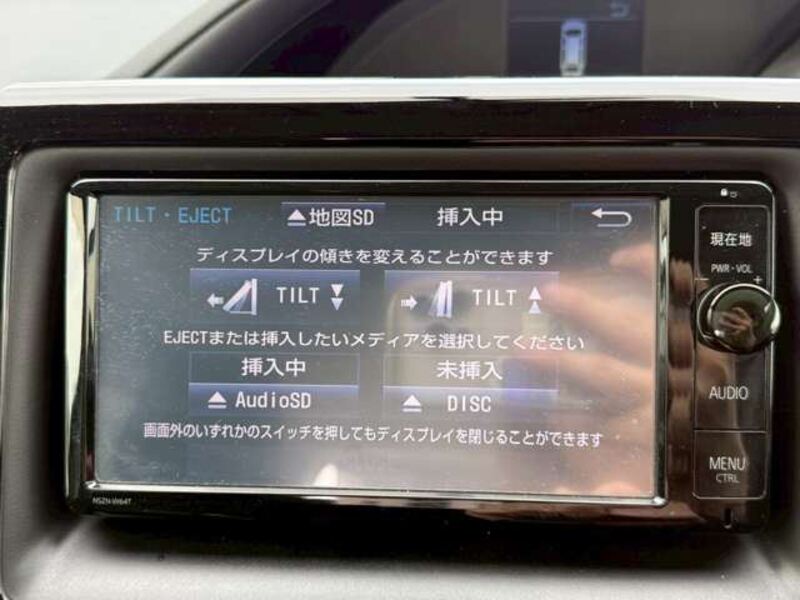 TILT・EJECT ▲地図SD 挿入中
ディスプレイの傾きを変えることができます
TILT TILT
EJECTまたは挿入したいメディアを選択してください
挿入中 未挿入
AudioSD DISC
画面外のいずれかのスイッチを押してもディスプレイを閉じることができます
現在地
PWR・VOL
AUDIO
MENU
CTRL
NSZN-W64T